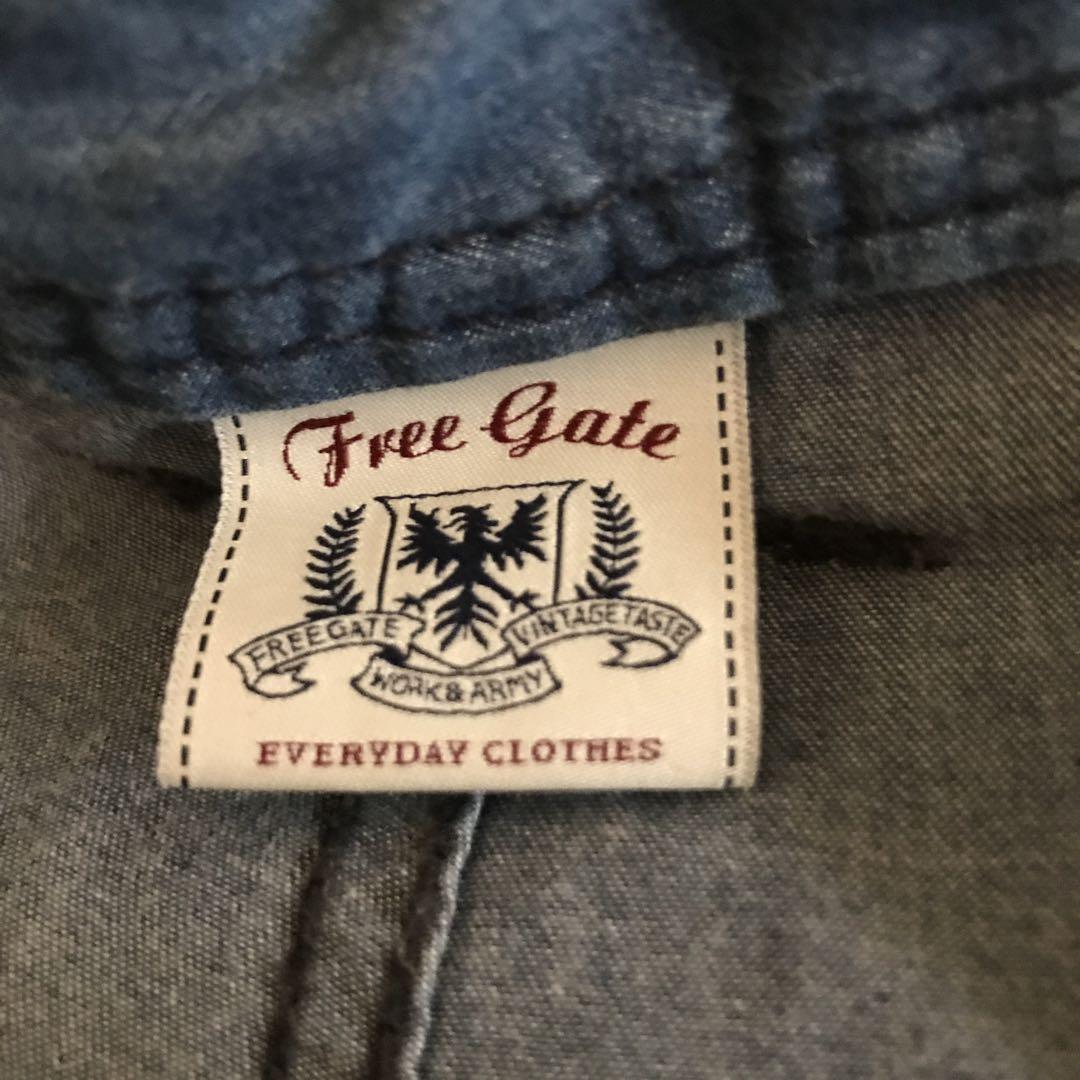 Free Gate
FREEGATE
VINTAGETASTE
WORK & ARMY
EVERYDAY CLOTHES